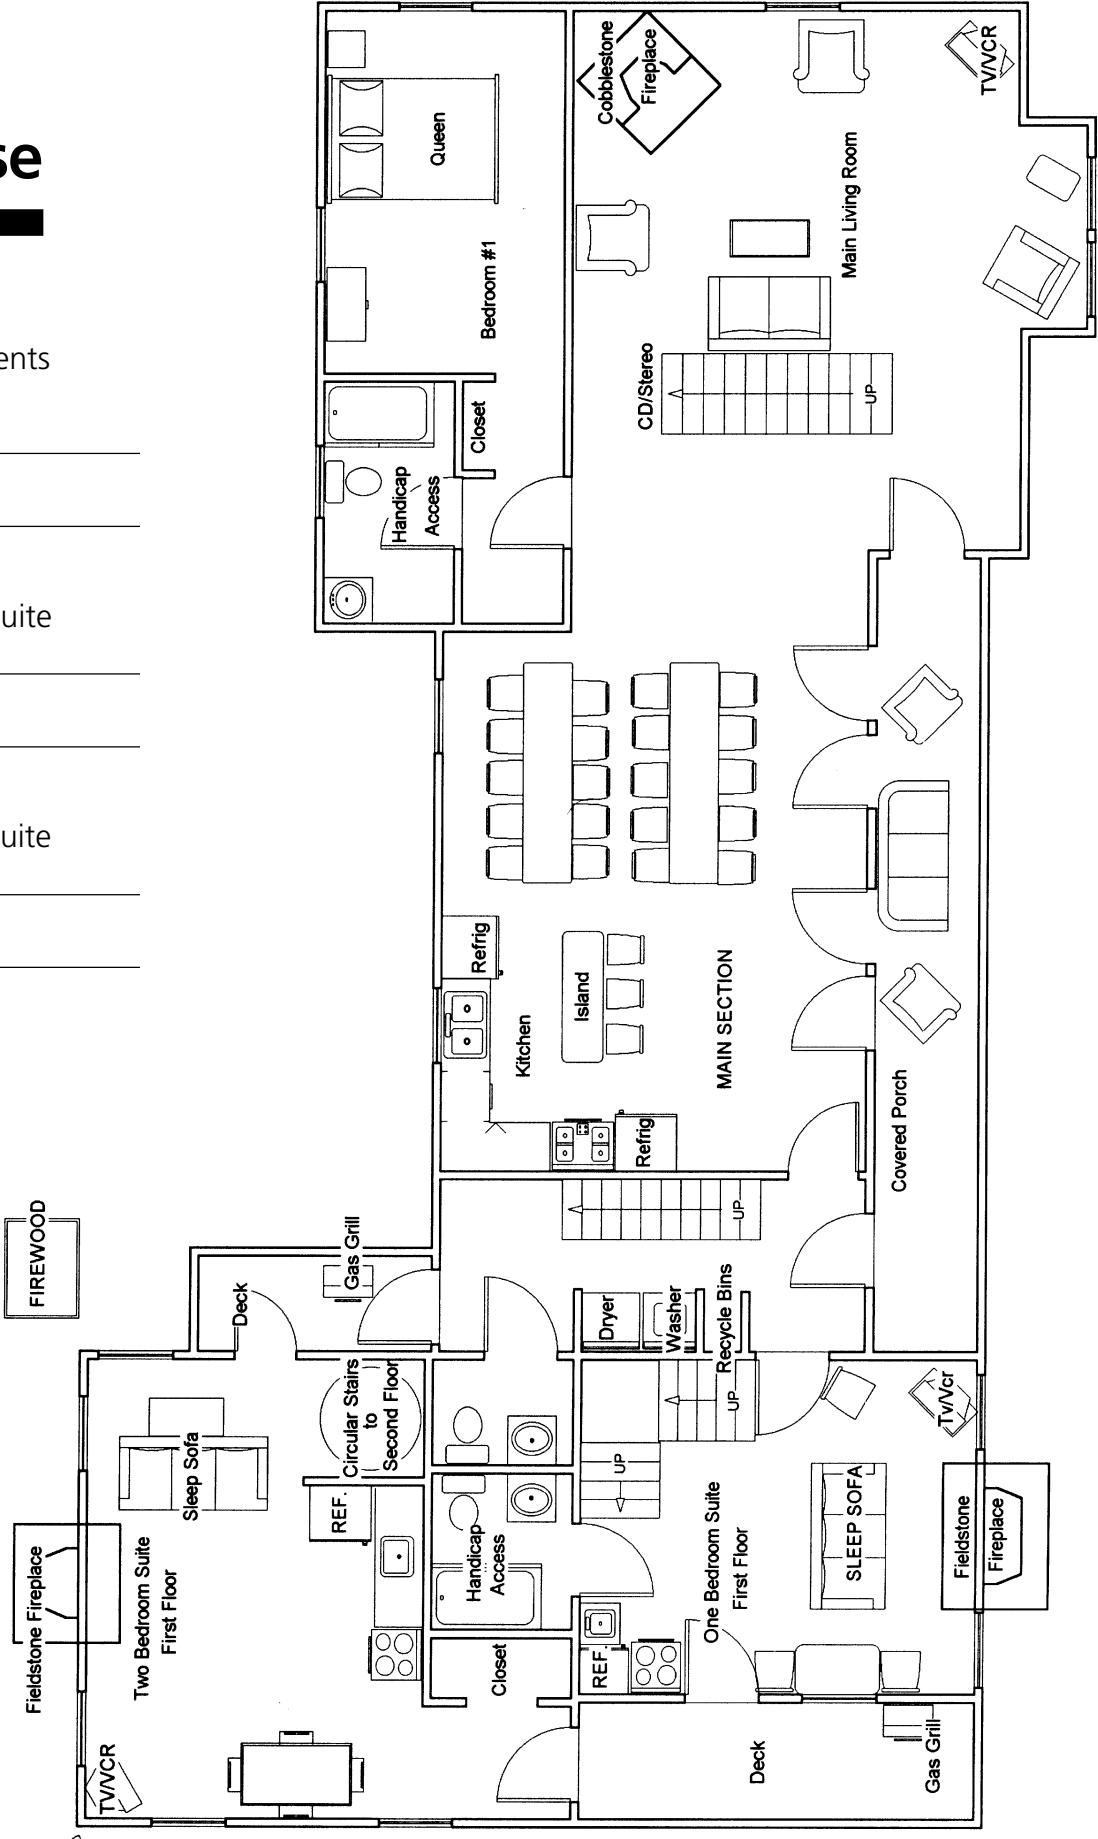 se
ents
uite
uite
FIREWOOD
Queen
Bedroom #1
Closet
Handicap
Access
Cobblestone
Fireplace
TV/VCR
Main Living Room
CD/Stereo
UP
Refrig
Kitchen
Island
MAIN SECTION
Refrig
Covered Porch
UP
Deck
Gas Grill
Dryer
Washer
Recycle Bins
Circular Stairs
to
Second Floor
Sleep Sofa
REF.
Fieldstone Fireplace
Two Bedroom Suite
First Floor
TV/VCR
Handicap
Access
Closet
UP
UP
Tv/Vcr
One Bedroom Suite
First Floor
SLEEP SOFA
Fieldstone
Fireplace
REF.
Deck
Gas Grill